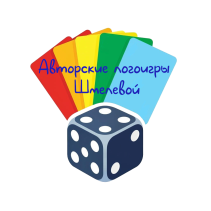 Авторские логоигры
Шмелевой